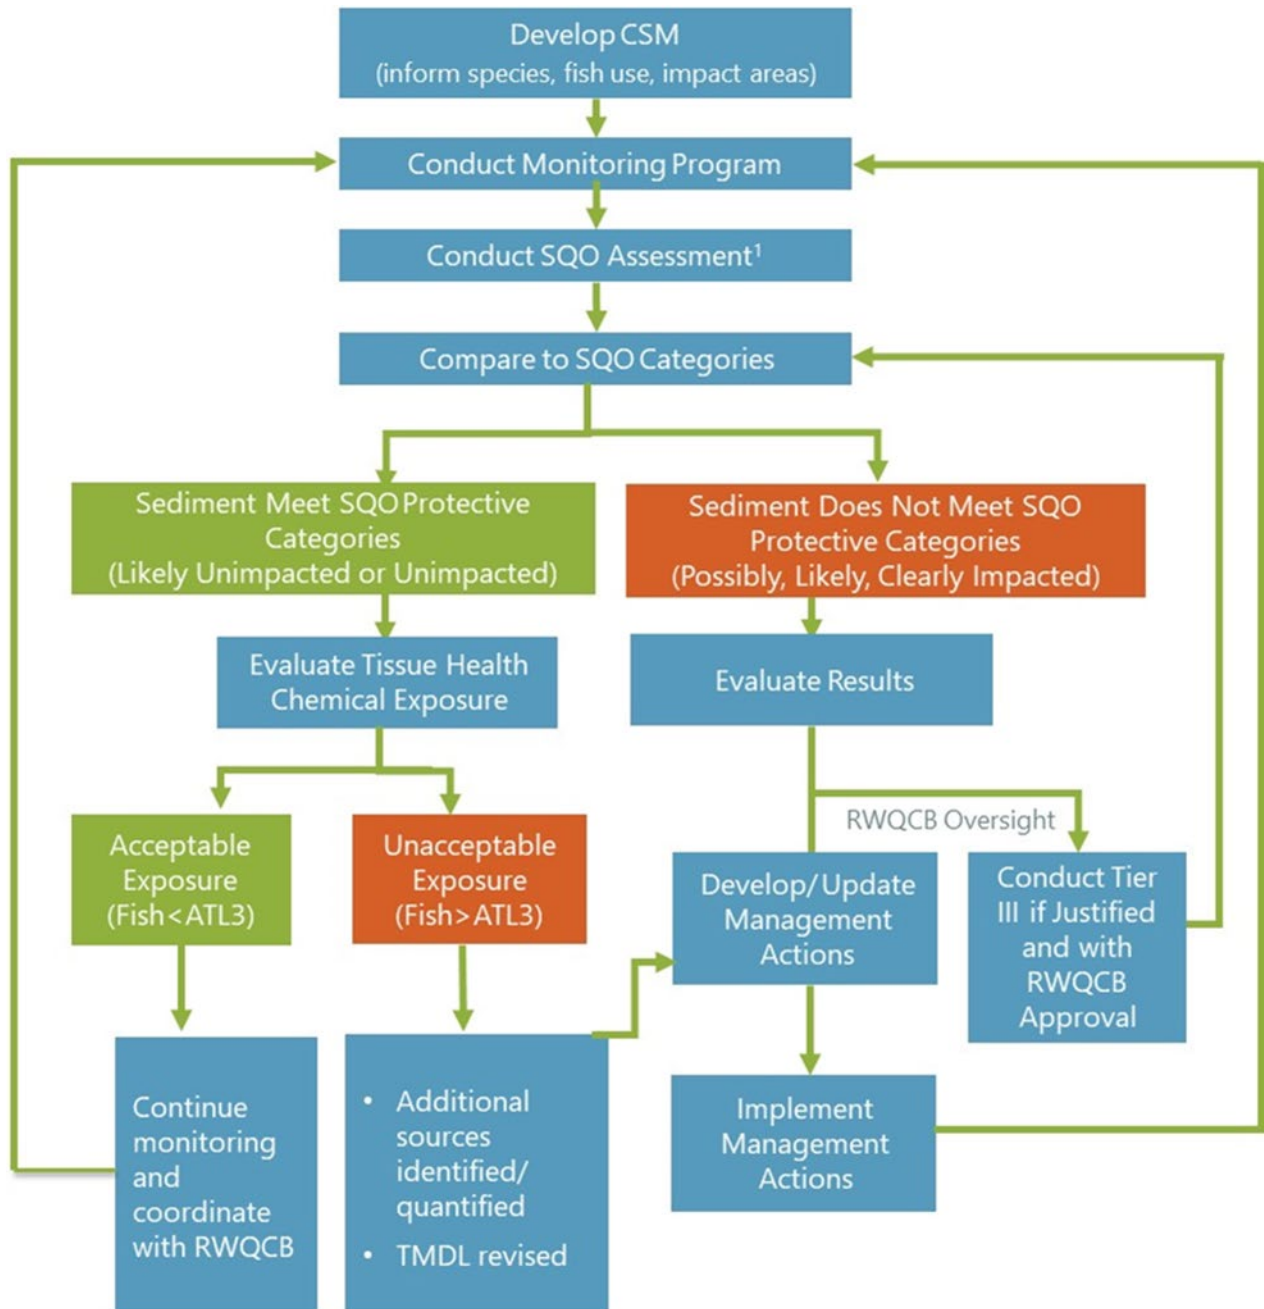 Develop CSM
(inform species, fish use, impact areas)
Conduct Monitoring Program
Conduct SQO Assessment¹
Compare to SQO Categories
Sediment Meet SQO Protective
Categories
(Likely Unimpacted or Unimpacted)
Sediment Does Not Meet SQO
Protective Categories
(Possibly, Likely, Clearly Impacted)
Evaluate Tissue Health
Chemical Exposure
Evaluate Results
Acceptable
Exposure
(Fish<ATL3)
Unacceptable
Exposure
(Fish>ATL3)
RWQCB Oversight
Develop/Update
Management
Actions
Conduct Tier
III if Justified
and with
RWQCB
Approval
Continue
monitoring
and
coordinate
with RWQCB
• Additional
sources
identified/
quantified
• TMDL revised
Implement
Management
Actions